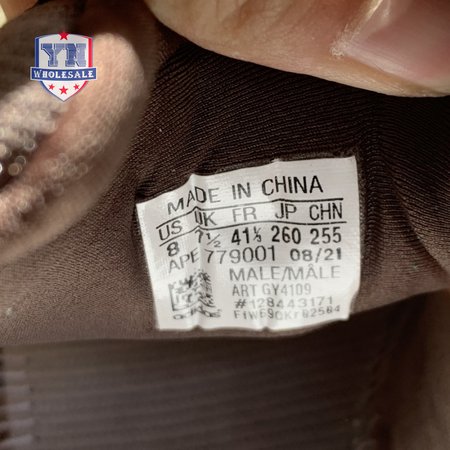 YN
WHOLESALE
MADE IN CHINA
US UK FR JP CHN
8 7½ 41⅓ 260 255
APE 779001 08/21
MALE/MÂLE
ART GY4109
#128443171